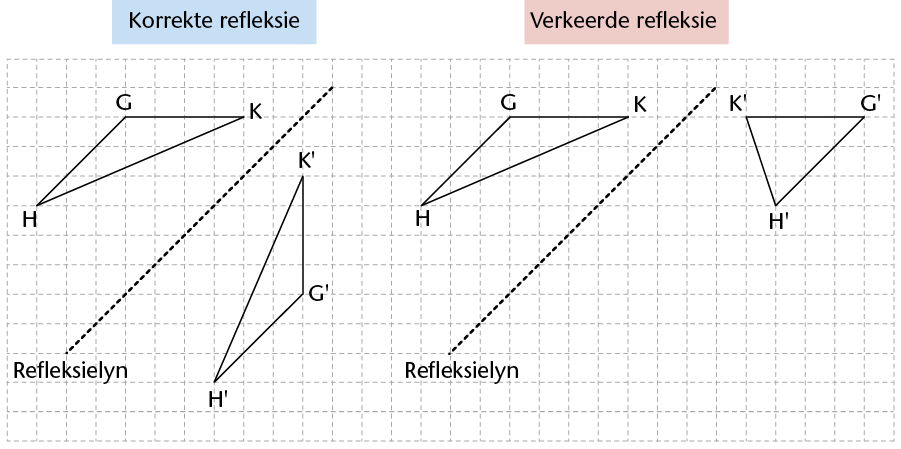 Korrekte refleksie
Verkeerde refleksie
G
K
H
K'
G'
H'
Refleksielyn
G
K
H
K'
G'
H'
Refleksielyn